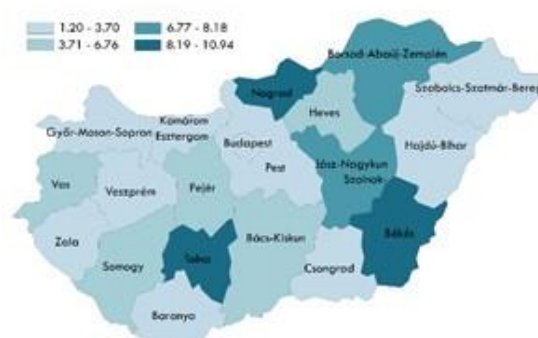 1.20 - 3.70
6.77 - 8.18
3.71 - 6.76
8.19 - 10.94
Borsod-Abaúj-Zemplén
Nograd
Szabolcs-Szatmár-Bereg
Heves
Komárom
Esztergom
Győr-Moson-Sopron
Budapest
Hajdú-Bihar
Pest
Jász-Nagykun
Szolnok
Vas
Veszprém
Fejér
Zala
Somogy
Tolna
Bács-Kiskun
Békés
Csongrad
Baranya